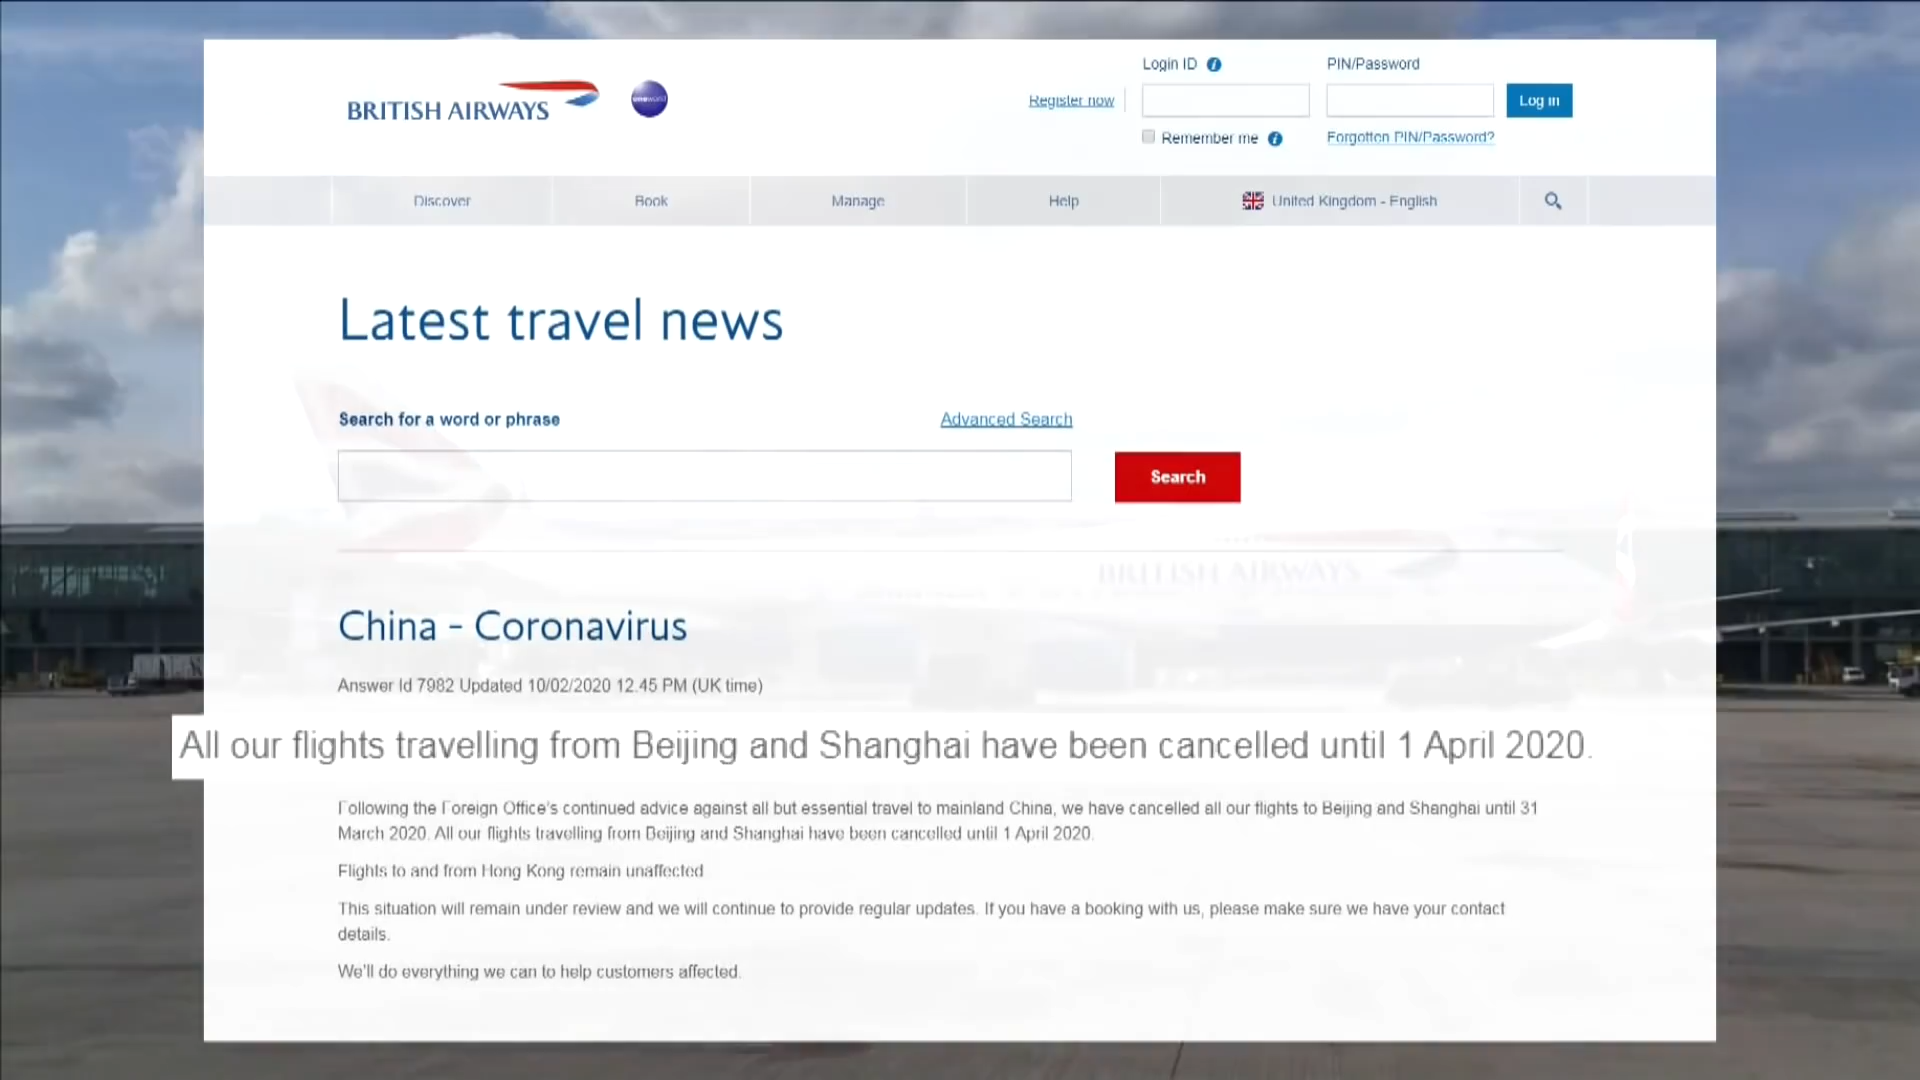 Login ID
PIN/Password
BRITISH AIRWAYS
oneworld
Register now
Log in
Remember me
Forgotten PIN/Password?
Discover
Book
Manage
Help
United Kingdom - English
Latest travel news
Search for a word or phrase
Advanced Search
Search
BRITISH AIRWAYS
China - Coronavirus
Answer Id 7982 Updated 10/02/2020 12.45 PM (UK time)
All our flights travelling from Beijing and Shanghai have been cancelled until 1 April 2020.
Following the Foreign Office's continued advice against all but essential travel to mainland China, we have cancelled all our flights to Beijing and Shanghai until 31
March 2020. All our flights travelling from Beijing and Shanghai have been cancelled until 1 April 2020.
Flights to and from Hong Kong remain unaffected
This situation will remain under review and we will continue to provide regular updates. If you have a booking with us, please make sure we have your contact
details.
We'll do everything we can to help customers affected.